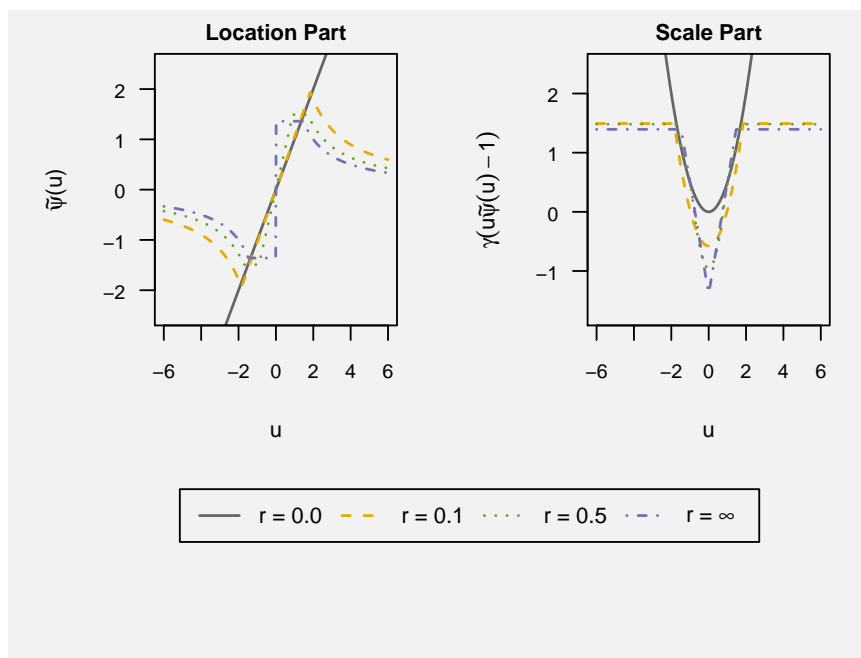 Location Part
ψ̃(u)
2
1
0
−1
−2
−6
−2
0
2
4
6
u
Scale Part
γ(uψ̃(u) − 1)
2
1
0
−1
−6
−2
0
2
4
6
u
r = 0.0
r = 0.1
r = 0.5
r = ∞